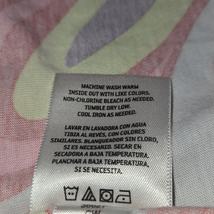 MACHINE WASH WARM
INSIDE OUT WITH LIKE COLORS,
NON-CHLORINE BLEACH AS NEEDED.
TUMBLE DRY LOW.
COOL IRON AS NEEDED.
LAVAR EN LAVADORA CON AGUA
TIBIA AL REVÉS, CON COLORES
SIMILARES. BLANQUEADOR SIN CLORO,
SI ES NECESARIO. SECAR EN
SECADORA A BAJA TEMPERATURA.
PLANCHAR A BAJA TEMPERATURA,
SI SE NECESITA.